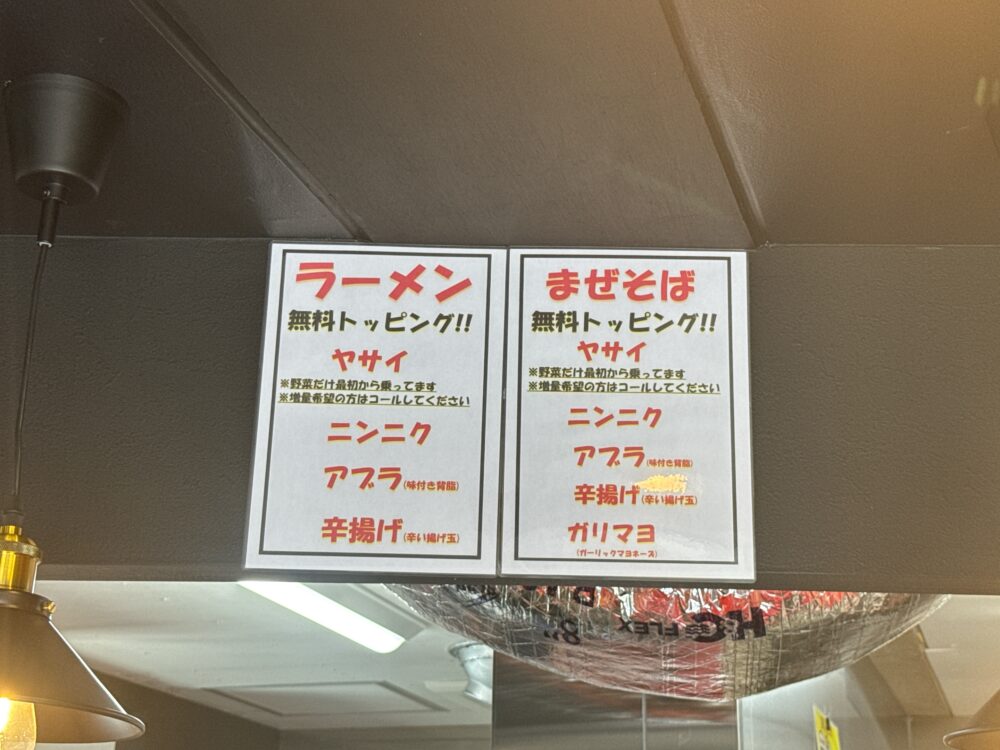 ラーメン
無料トッピング!!
ヤサイ
※野菜だけ最初から乗ってます
※増量希望の方はコールしてください
ニンニク
アブラ(味付き背脂)
辛揚げ(辛い揚げ玉)
まぜそば
無料トッピング!!
ヤサイ
※野菜だけ最初から乗ってます
※増量希望の方はコールしてください
ニンニク
アブラ(味付き背脂)
辛揚げ(辛い揚げ玉)
ガリマヨ
(ガーリックマヨネーズ)
FLEX
8"